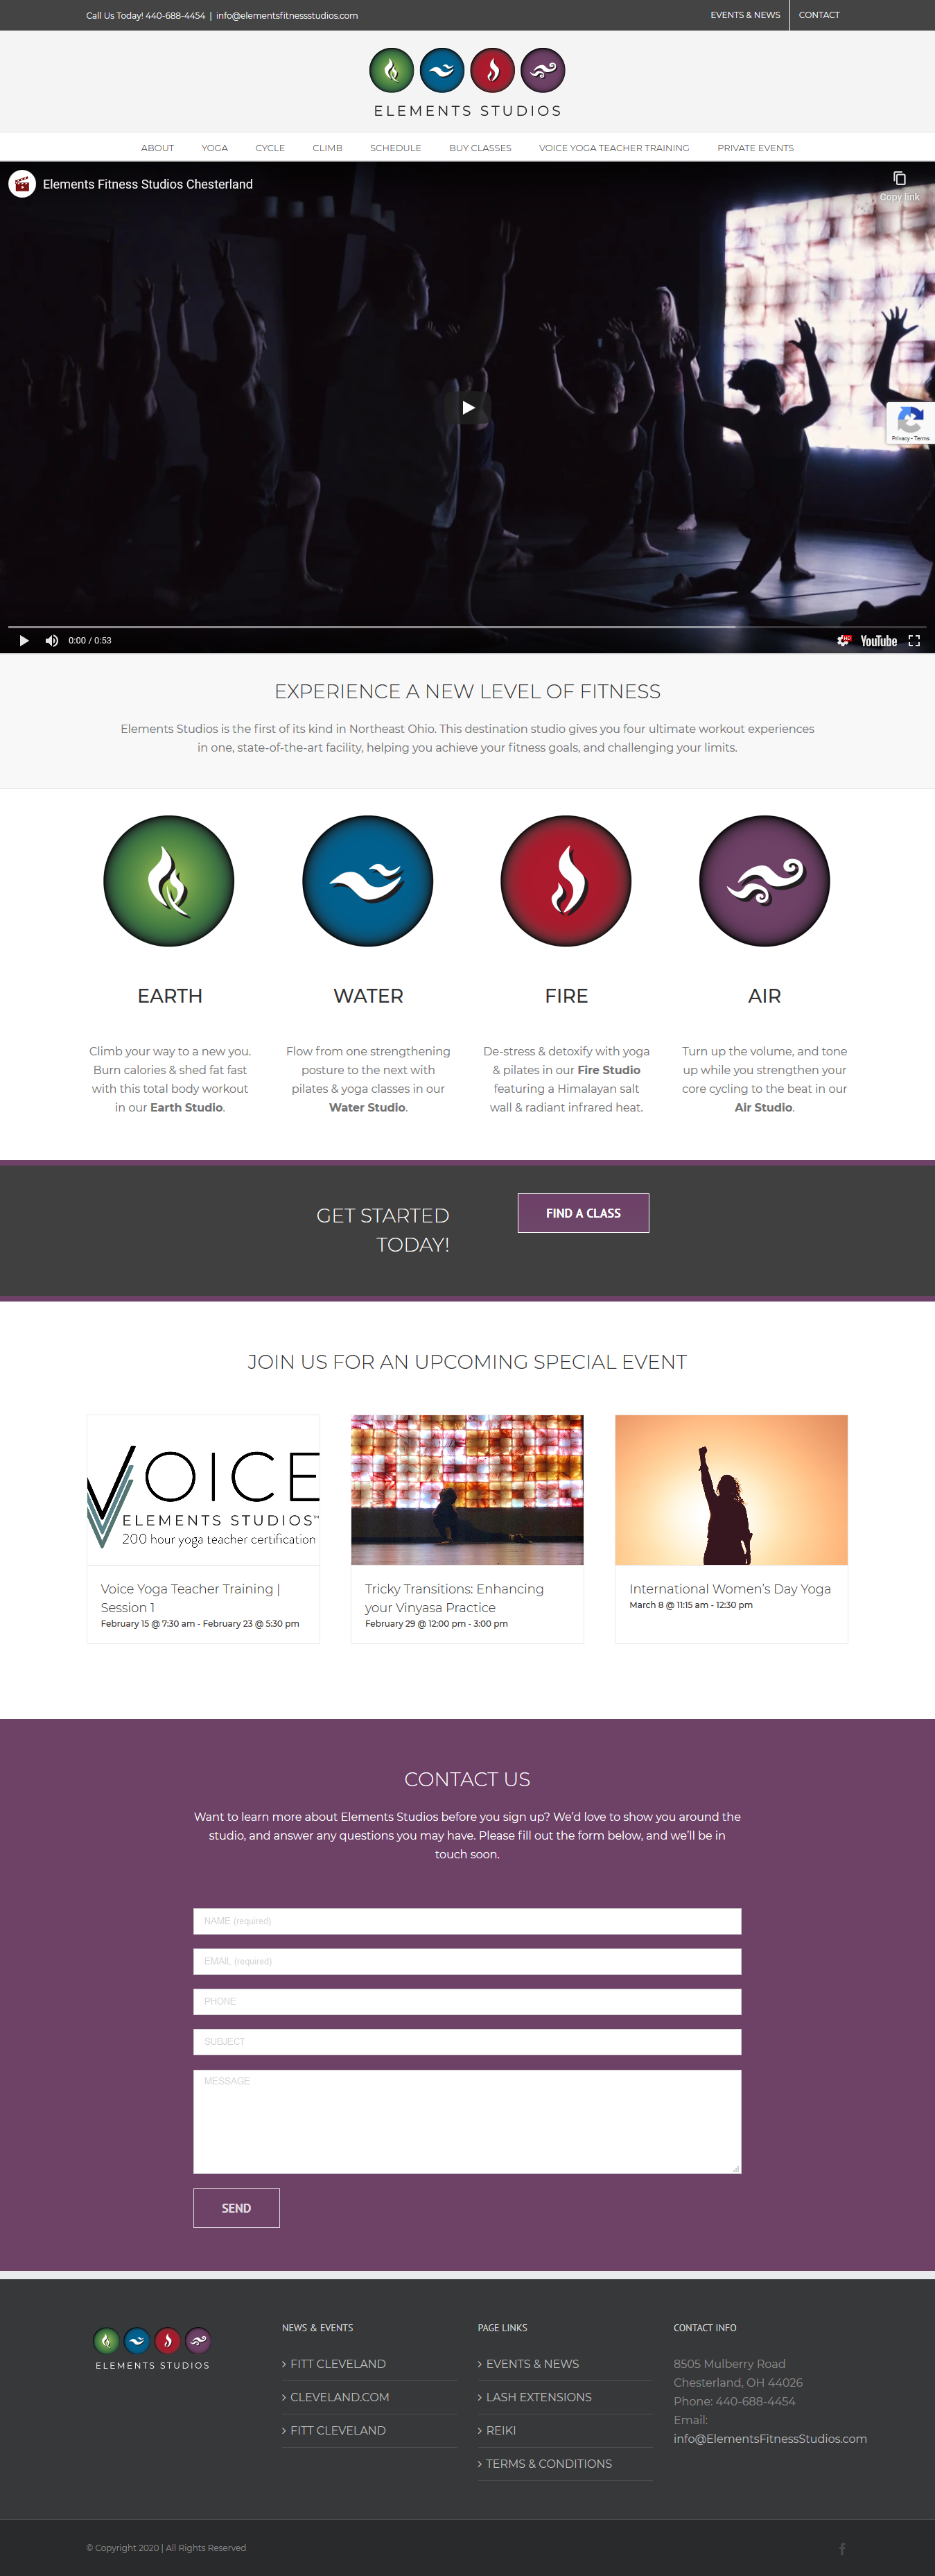 Call Us Today! 440-688-4454 | info@elementsfitnessstudios.com
EVENTS & NEWS
CONTACT
ELEMENTS STUDIOS
ABOUT
YOGA
CYCLE
CLIMB
SCHEDULE
BUY CLASSES
VOICE YOGA TEACHER TRAINING
PRIVATE EVENTS
Elements Fitness Studios Chesterland
Copy link
Privacy - Terms
0:00 / 0:53
HD
YouTube
EXPERIENCE A NEW LEVEL OF FITNESS
Elements Studios is the first of its kind in Northeast Ohio. This destination studio gives you four ultimate workout experiences
in one, state-of-the-art facility, helping you achieve your fitness goals, and challenging your limits.
EARTH
Climb your way to a new you.
Burn calories & shed fat fast
with this total body workout
in our Earth Studio.
WATER
Flow from one strengthening
posture to the next with
pilates & yoga classes in our
Water Studio.
FIRE
De-stress & detoxify with yoga
& pilates in our Fire Studio
featuring a Himalayan salt
wall & radiant infrared heat.
AIR
Turn up the volume, and tone
up while you strengthen your
core cycling to the beat in our
Air Studio.
GET STARTED
TODAY!
FIND A CLASS
JOIN US FOR AN UPCOMING SPECIAL EVENT
VOICE
ELEMENTS STUDIOS™
200 hour yoga teacher certification
Voice Yoga Teacher Training |
Session 1
February 15 @ 7:30 am - February 23 @ 5:30 pm
Tricky Transitions: Enhancing
your Vinyasa Practice
February 29 @ 12:00 pm - 3:00 pm
International Women’s Day Yoga
March 8 @ 11:15 am - 12:30 pm
CONTACT US
Want to learn more about Elements Studios before you sign up? We’d love to show you around the
studio, and answer any questions you may have. Please fill out the form below, and we’ll be in
touch soon.
NAME (required)
EMAIL (required)
PHONE
SUBJECT
MESSAGE
SEND
ELEMENTS STUDIOS
NEWS & EVENTS
FITT CLEVELAND
CLEVELAND.COM
FITT CLEVELAND
PAGE LINKS
EVENTS & NEWS
LASH EXTENSIONS
REIKI
TERMS & CONDITIONS
CONTACT INFO
8505 Mulberry Road
Chesterland, OH 44026
Phone: 440-688-4454
Email:
info@ElementsFitnessStudios.com
© Copyright 2020 | All Rights Reserved